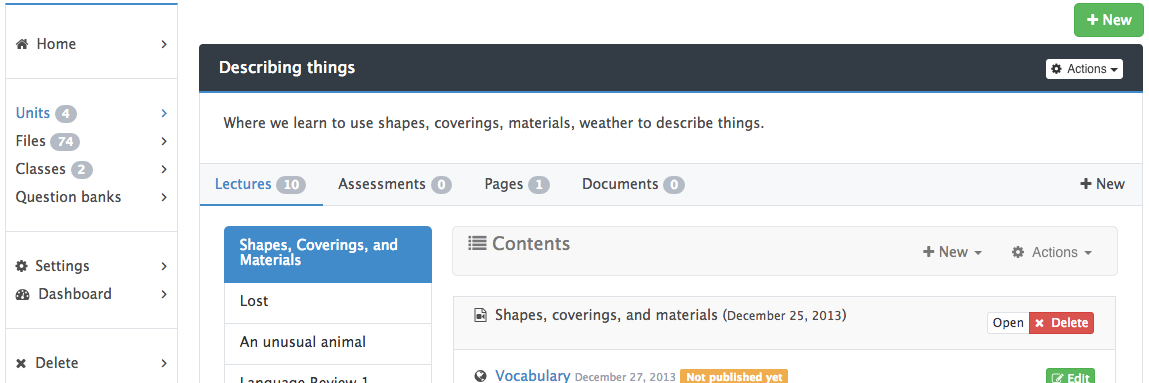 New
Home
Describing things
Actions
Where we learn to use shapes, coverings, materials, weather to describe things.
Units 4
Files 74
Classes 2
Question banks
Settings
Dashboard
Delete
Lectures 10 Assessments 0 Pages 1 Documents 0 New
Shapes, Coverings, and
Materials
Lost
An unusual animal
Language Review 1
Contents
New Actions
Shapes, coverings, and materials (December 25, 2013)
Open Delete
Vocabulary December 27, 2013 Not published yet
Edit